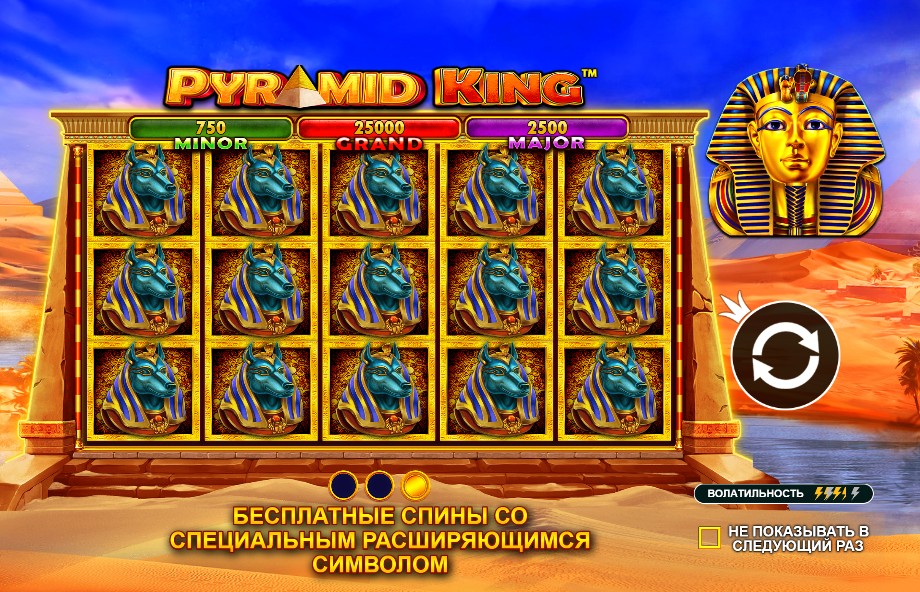 PYRAMID KING™
750
MINOR
25000
GRAND
2500
MAJOR
БЕСПЛАТНЫЕ СПИНЫ СО
СПЕЦИАЛЬНЫМ РАСШИРЯЮЩИМСЯ
СИМВОЛОМ
ВОЛАТИЛЬНОСТЬ
НЕ ПОКАЗЫВАТЬ В
СЛЕДУЮЩИЙ РАЗ